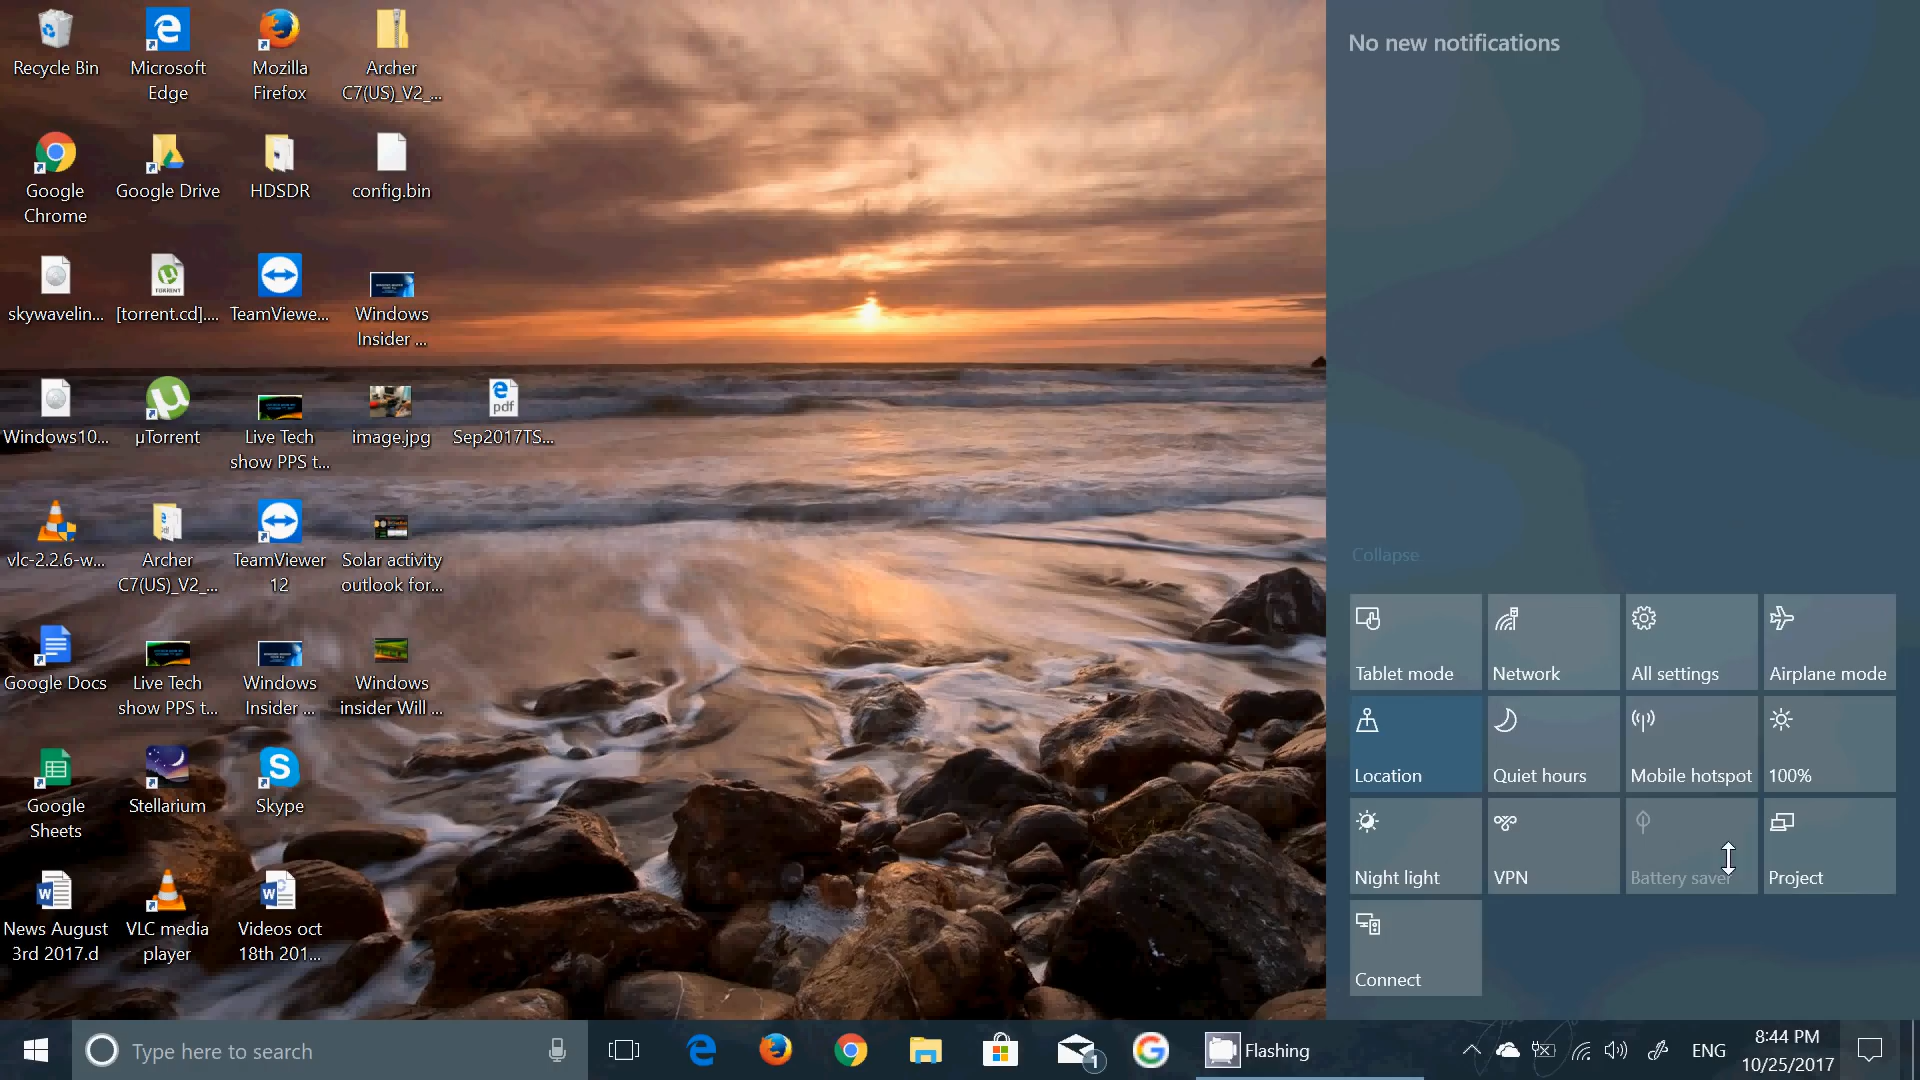 Recycle Bin
Microsoft
Edge
Mozilla
Firefox
Archer
C7(US)_V2_...
Google
Chrome
Google Drive
HDSDR
config.bin
skywavelin...
[torrent.cd]....
TORRENT
TeamViewe...
Windows
Insider ...
Windows10...
µTorrent
Live Tech
show PPS t...
image.jpg
pdf
Sep2017TS...
vlc-2.2.6-w...
Archer
C7(US)_V2_...
TeamViewer
12
Solar activity
outlook for...
Google Docs
Live Tech
show PPS t...
Windows
Insider ...
Windows
insider Will ...
Google
Sheets
Stellarium
Skype
News August
3rd 2017.d
VLC media
player
Videos oct
18th 201...
No new notifications
Collapse
Tablet mode
Network
All settings
Airplane mode
Location
Quiet hours
Mobile hotspot
100%
Night light
VPN
Battery saver
Project
Connect
Type here to search
1
Flashing
ENG
8:44 PM
10/25/2017